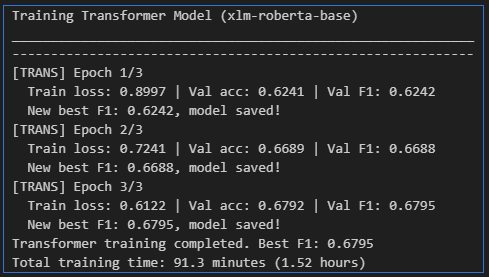 Training Transformer Model (xlm-roberta-base)
____________________________________________________________
------------------------------------------------------------
[TRANS] Epoch 1/3
Train loss: 0.8997 | Val acc: 0.6241 | Val F1: 0.6242
New best F1: 0.6242, model saved!
[TRANS] Epoch 2/3
Train loss: 0.7241 | Val acc: 0.6689 | Val F1: 0.6688
New best F1: 0.6688, model saved!
[TRANS] Epoch 3/3
Train loss: 0.6122 | Val acc: 0.6792 | Val F1: 0.6795
New best F1: 0.6795, model saved!
Transformer training completed. Best F1: 0.6795
Total training time: 91.3 minutes (1.52 hours)